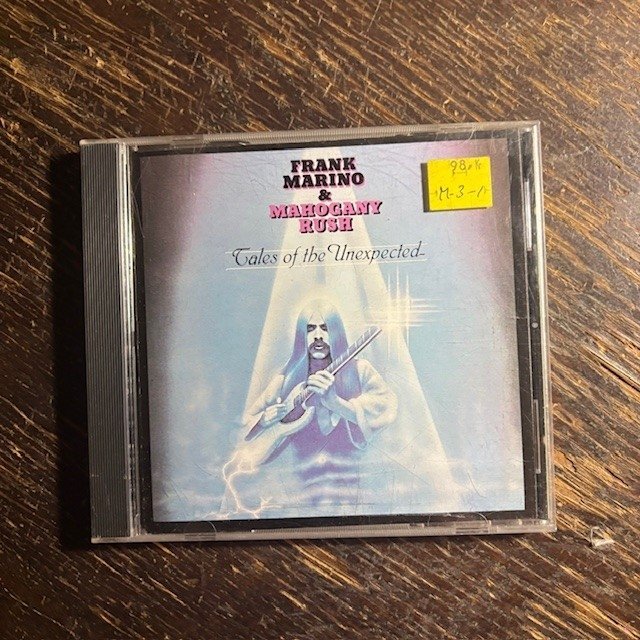 FRANK
MARINO
&
MAHOGANY
RUSH
Tales of the Unexpected